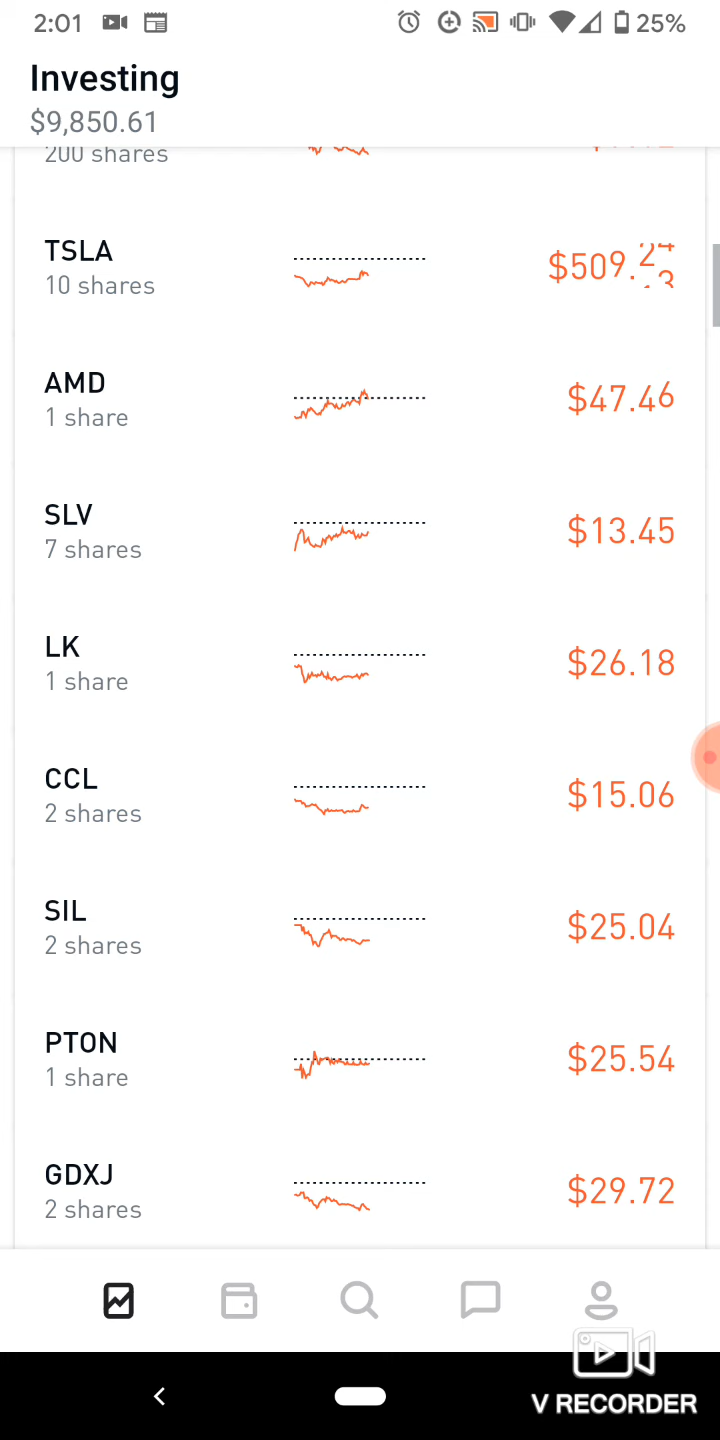 2:01
25%
Investing
$9,850.61
200 shares
TSLA
10 shares
AMD
1 share
$47.46
SLV
7 shares
$13.45
LK
1 share
$26.18
CCL
2 shares
$15.06
SIL
2 shares
$25.04
PTON
1 share
$25.54
GDXJ
2 shares
$29.72
V RECORDER